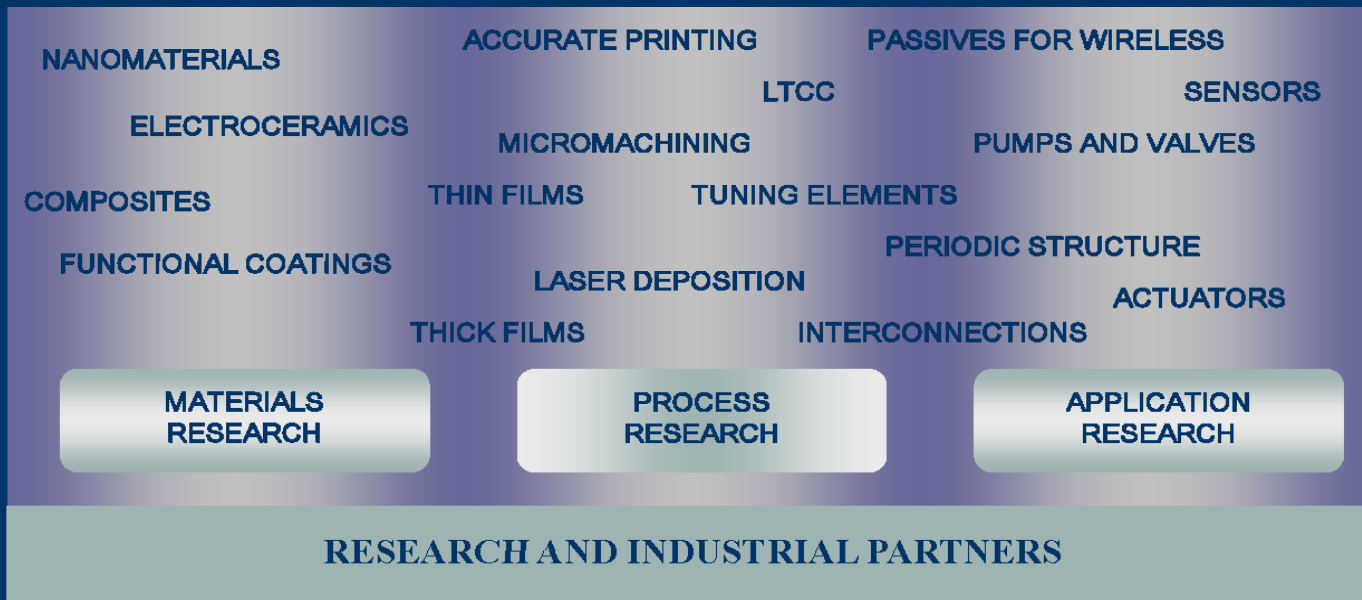 ACCURATE PRINTING
PASSIVES FOR WIRELESS
NANOMATERIALS
LTCC
SENSORS
ELECTROCERAMICS
MICROMACHINING
PUMPS AND VALVES
COMPOSITES
THIN FILMS
TUNING ELEMENTS
PERIODIC STRUCTURE
FUNCTIONAL COATINGS
LASER DEPOSITION
ACTUATORS
THICK FILMS
INTERCONNECTIONS
MATERIALS
RESEARCH
PROCESS
RESEARCH
APPLICATION
RESEARCH
RESEARCH AND INDUSTRIAL PARTNERS